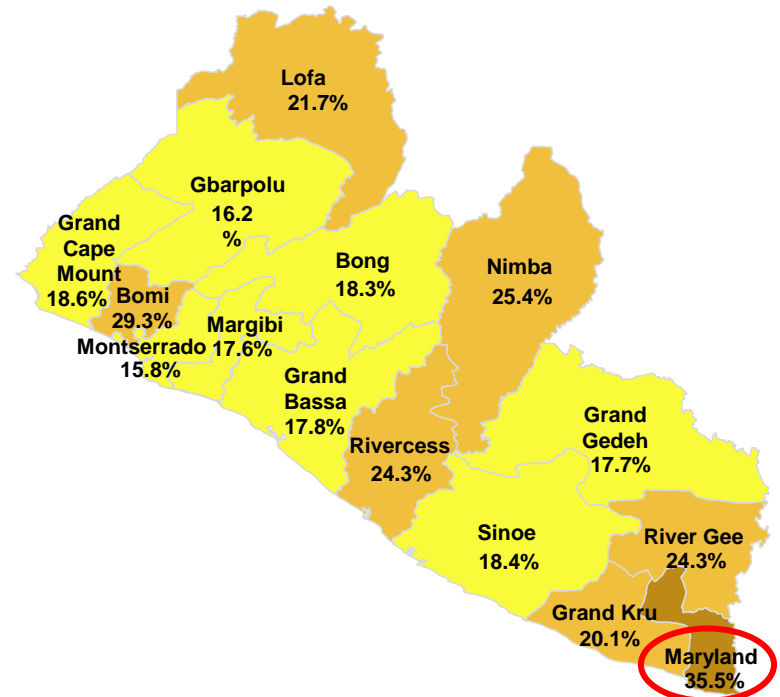 Lofa
21.7%
Gbarpolu
16.2
%
Grand
Cape
Mount
18.6%
Bomi
29.3%
Bong
18.3%
Nimba
25.4%
Margibi
17.6%
Montserrado
15.8%
Grand
Bassa
17.8%
Rivercess
24.3%
Grand
Gedeh
17.7%
Sinoe
18.4%
River Gee
24.3%
Grand Kru
20.1%
Maryland
35.5%